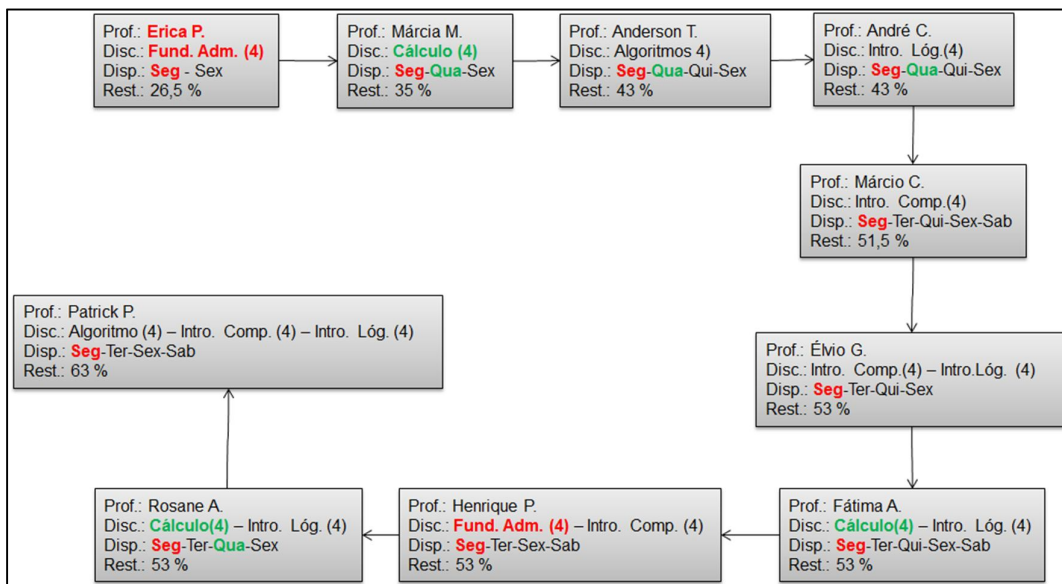 Prof.: Erica P.
Disc.: Fund. Adm. (4)
Disp.: Seg - Sex
Rest.: 26,5 %
Prof.: Márcia M.
Disc.: Cálculo (4)
Disp.: Seg-Qua-Sex
Rest.: 35 %
Prof.: Anderson T.
Disc.: Algoritmos 4)
Disp.: Seg-Qua-Qui-Sex
Rest.: 43 %
Prof.: André C.
Disc.: Intro. Lóg.(4)
Disp.: Seg-Qua-Qui-Sex
Rest.: 43 %
Prof.: Márcio C.
Disc.: Intro. Comp.(4)
Disp.: Seg-Ter-Qui-Sex-Sab
Rest.: 51,5 %
Prof.: Élvio G.
Disc.: Intro. Comp.(4) – Intro.Lóg. (4)
Disp.: Seg-Ter-Qui-Sex
Rest.: 53 %
Prof.: Fátima A.
Disc.: Cálculo(4) – Intro. Lóg. (4)
Disp.: Seg-Ter-Qui-Sex-Sab
Rest.: 53 %
Prof.: Henrique P.
Disc.: Fund. Adm. (4) – Intro. Comp. (4)
Disp.: Seg-Ter-Sex-Sab
Rest.: 53 %
Prof.: Rosane A.
Disc.: Cálculo(4) – Intro. Lóg. (4)
Disp.: Seg-Ter-Qua-Sex
Rest.: 53 %
Prof.: Patrick P.
Disc.: Algoritmo (4) – Intro. Comp. (4) – Intro. Lóg. (4)
Disp.: Seg-Ter-Sex-Sab
Rest.: 63 %